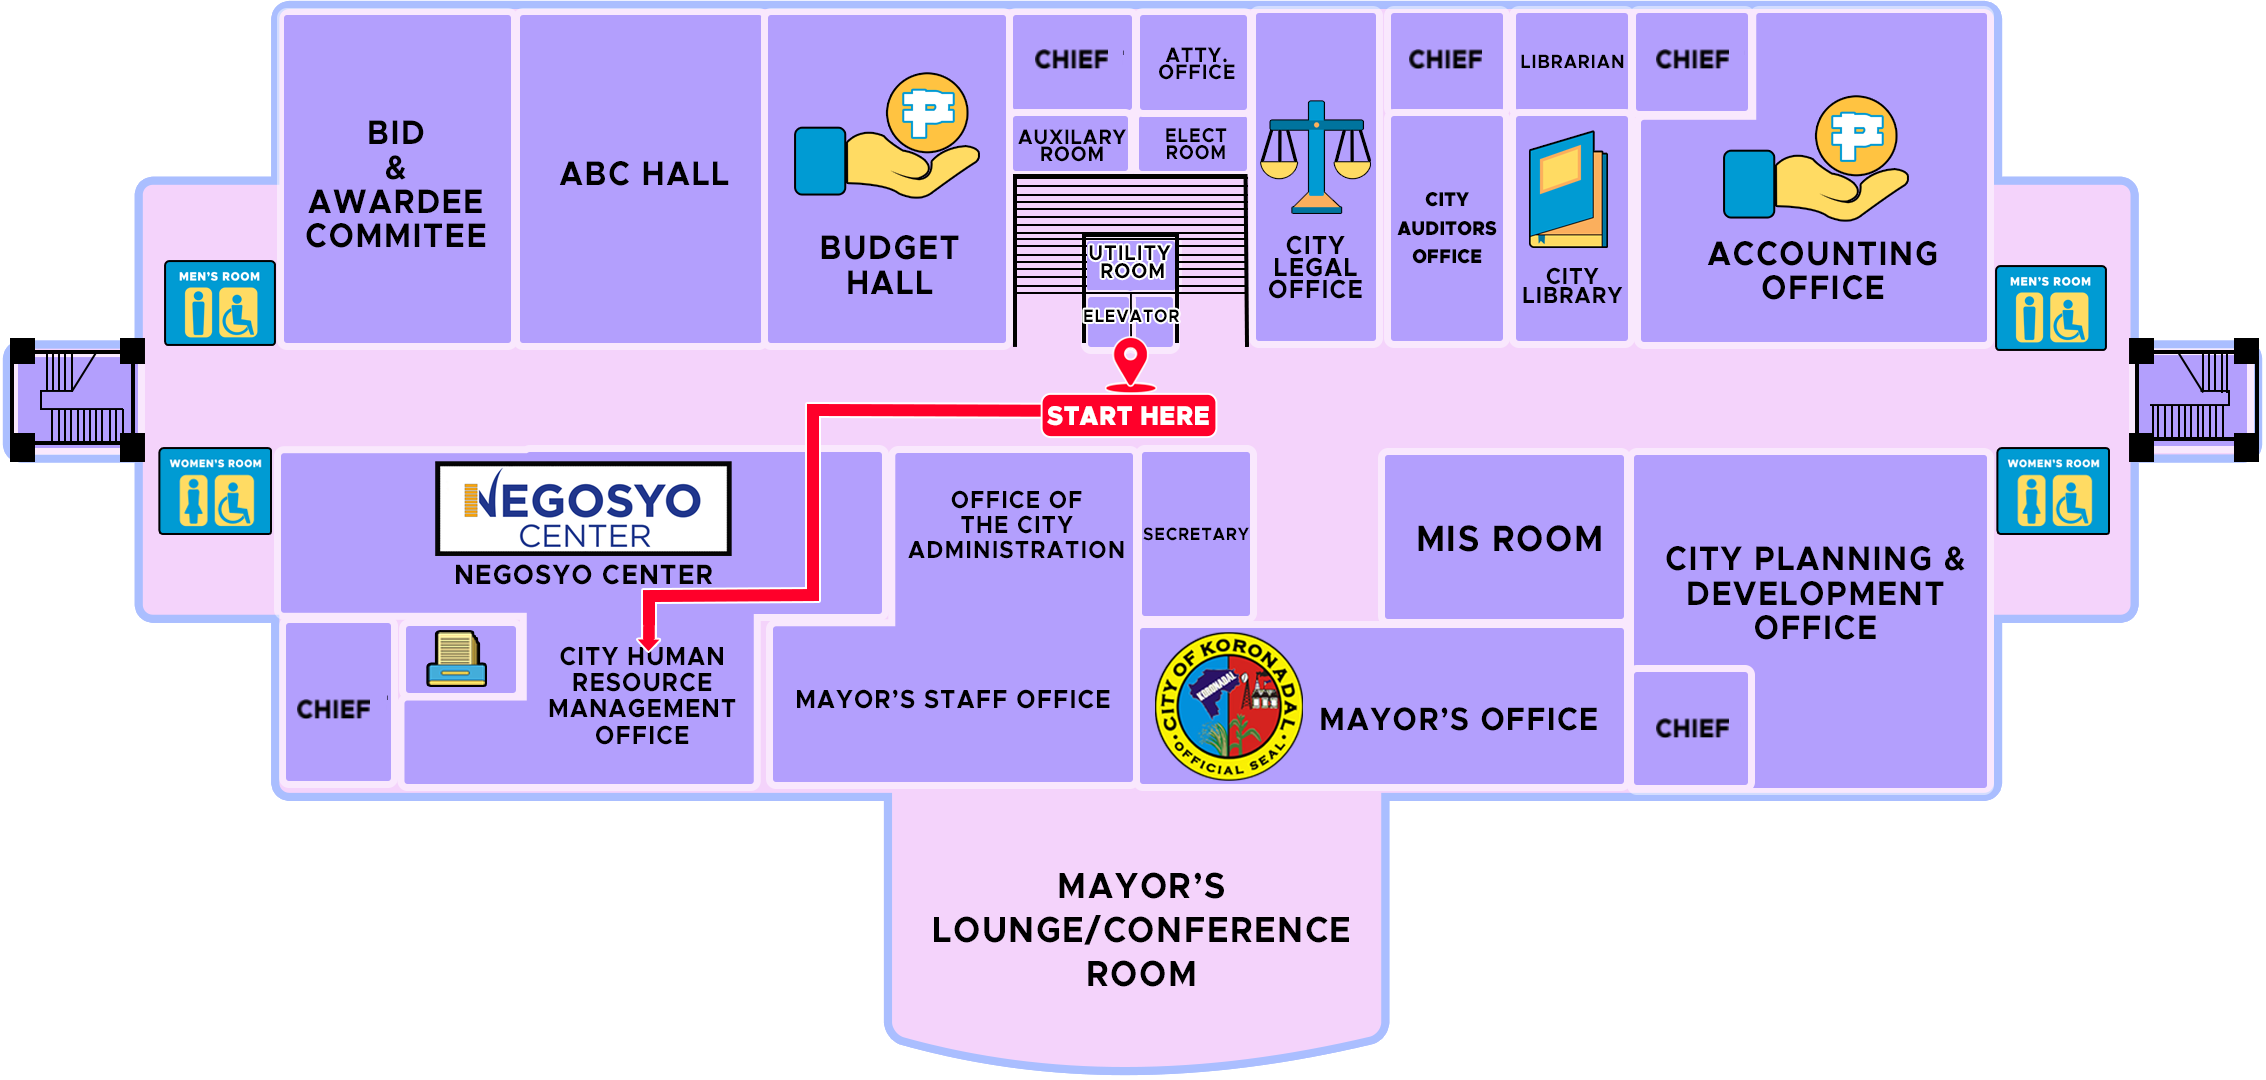 BID
&
AWARDEE
COMMITEE
ABC HALL
BUDGET
HALL
CHIEF
ATTY.
OFFICE
AUXILARY
ROOM
ELECT
ROOM
UTILITY
ROOM
ELEVATOR
CITY
LEGAL
OFFICE
CHIEF
CITY
AUDITORS
OFFICE
LIBRARIAN
CITY
LIBRARY
CHIEF
ACCOUNTING
OFFICE
MEN'S ROOM
MEN'S ROOM
START HERE
WOMEN'S ROOM
NEGOSYO
CENTER
NEGOSYO CENTER
OFFICE OF
THE CITY
ADMINISTRATION
SECRETARY
MIS ROOM
CITY PLANNING &
DEVELOPMENT
OFFICE
WOMEN'S ROOM
CHIEF
CITY HUMAN
RESOURCE
MANAGEMENT
OFFICE
MAYOR'S STAFF OFFICE
CITY OF KORONADAL
KORONADAL
OFFICIAL SEAL
MAYOR'S OFFICE
CHIEF
MAYOR'S
LOUNGE/CONFERENCE
ROOM